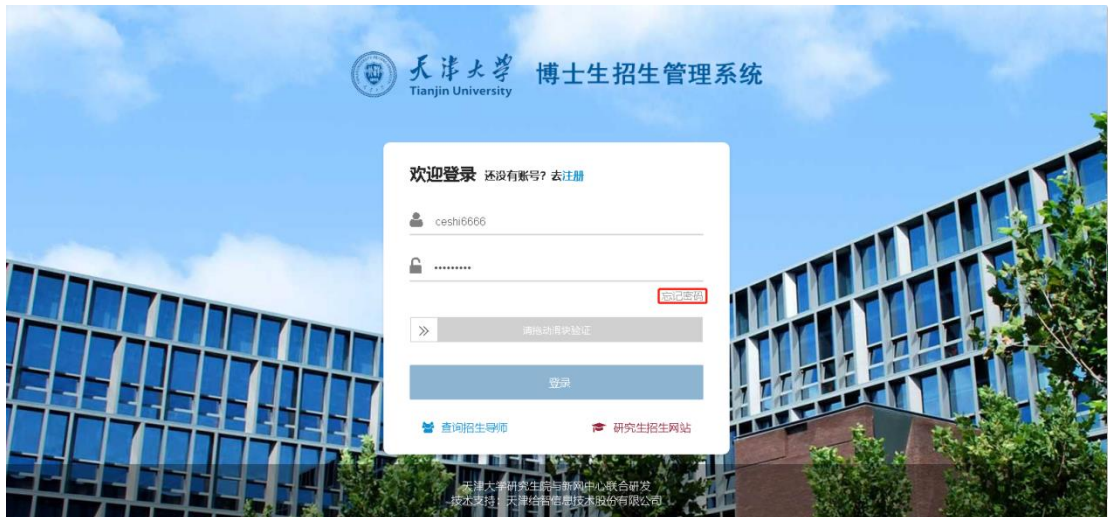 天津大学 博士生招生管理系统
Tianjin University
欢迎登录 还没有账号？去注册
ceshi6666
•••••••••
忘记密码
请拖动滑块验证
登录
查询招生导师 研究生招生网站
天津大学研究生院与新网中心联合研发
技术支持：天津给智信息技术股份有限公司